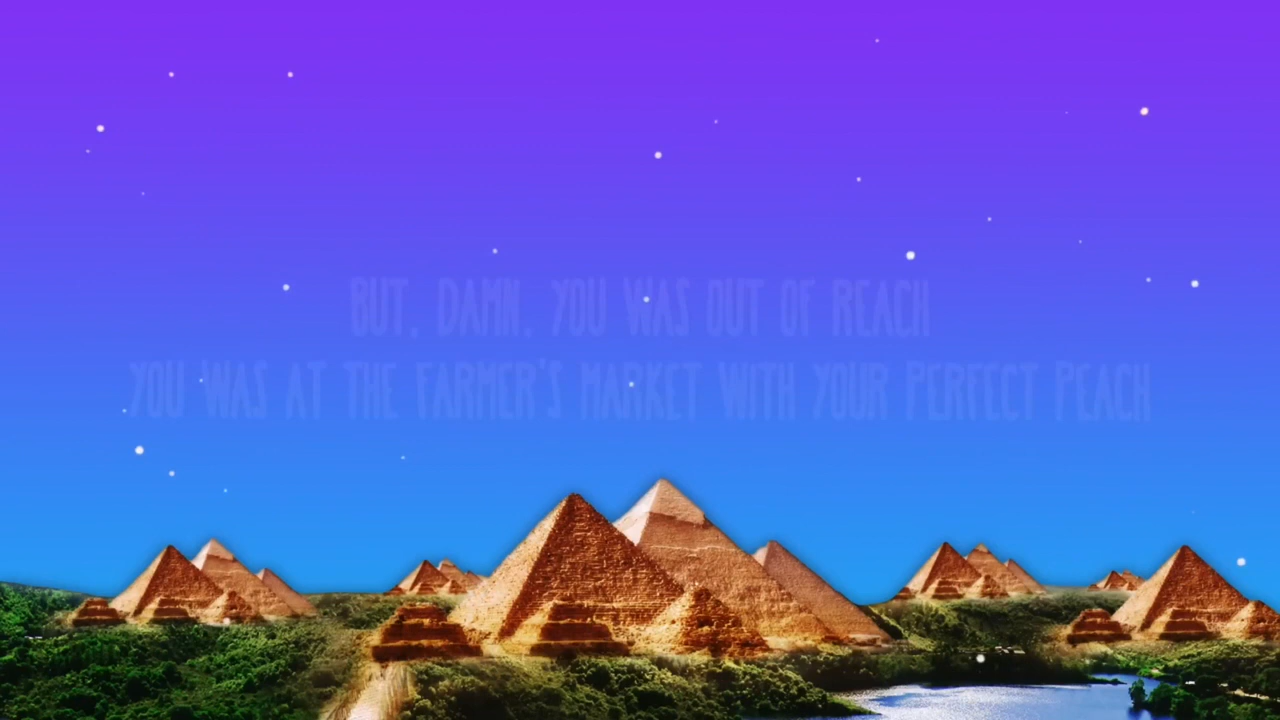 BUT, DAMN, YOU WAS OUT OF REACH
YOU WAS AT THE FARMER'S MARKET WITH YOUR PERFECT PEACH